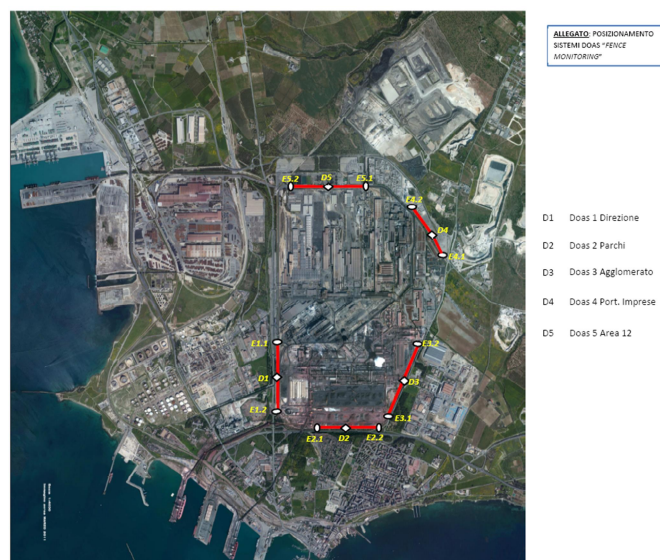 ALLEGATO: POSIZIONAMENTO
SISTEMI DOAS "FENCE
MONITORING"
E5.2
D5
E5.1
E4.2
D4
E4.1
E1.1
E3.2
D1
D3
E1.2
E3.1
E2.1
D2
E2.2
D1 Doas 1 Direzione
D2 Doas 2 Parchi
D3 Doas 3 Agglomerato
D4 Doas 4 Port. Imprese
D5 Doas 5 Area 12